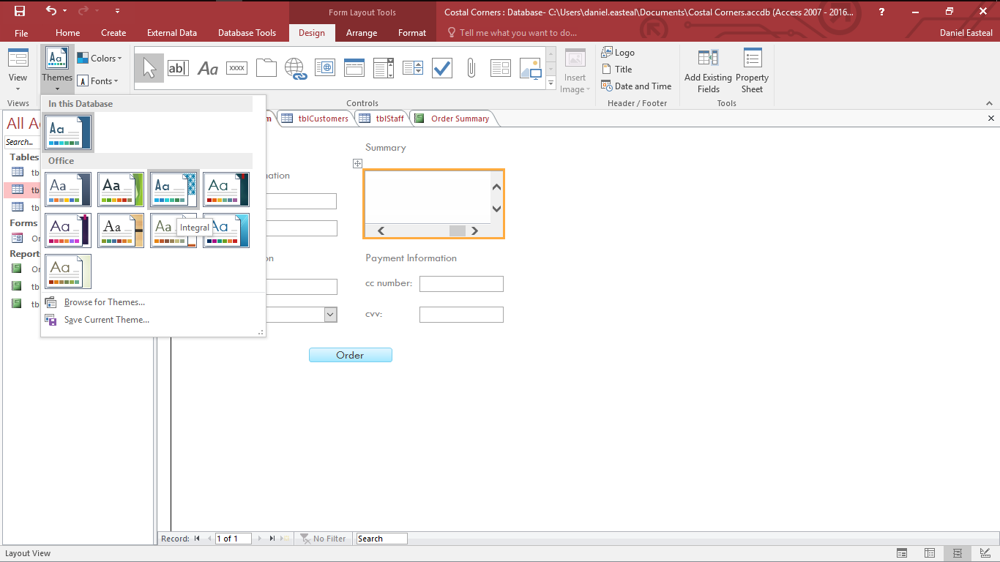 Form Layout Tools
Costal Corners : Database- C:\Users\daniel.easteal\Documents\Costal Corners.accdb (Access 2007 - 2016...
?
File
Home
Create
External Data
Database Tools
Design
Arrange
Format
Tell me what you want to do...
Daniel Easteal
View
Themes
Colors
Fonts
Aa
ab
Aa
xxxx
Insert
Image
Logo
Title
Date and Time
Add Existing
Fields
Property
Sheet
Views
Controls
Header / Footer
Tools
In this Database
Aa
Office
Aa
Aa
Aa
Aa
Aa
Aa
Aa
Aa
Integral
Aa
Browse for Themes...
Save Current Theme...
All A
Search...
Tables
tb
tb
tb
Forms
Or
Report
Or
tb
tb
m
tblCustomers
tblStaff
Order Summary
Summary
nation
on
Payment Information
cc number:
cvv:
Order
Record:
1 of 1
No Filter
Search
Layout View